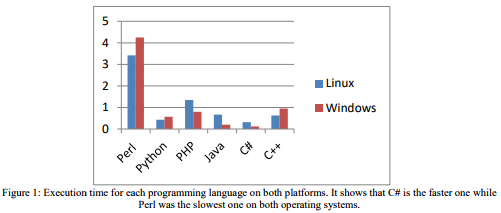 5
4
3
2
1
0
Perl
Python
PHP
Java
C#
C++
Linux
Windows
Figure 1: Execution time for each programming language on both platforms. It shows that C# is the faster one while
Perl was the slowest one on both operating systems.